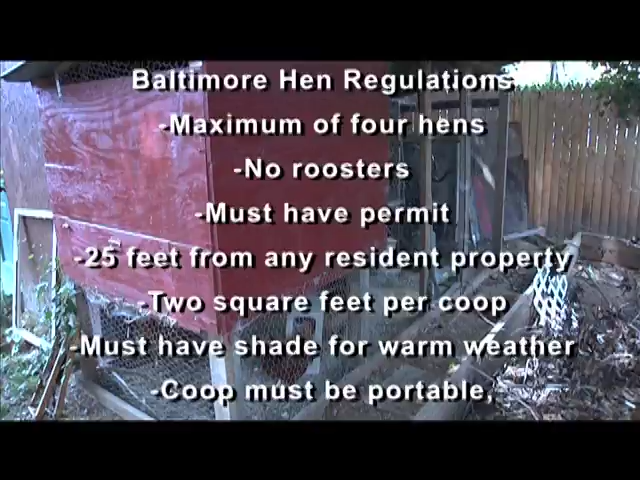 Baltimore Hen Regulations
-Maximum of four hens
-No roosters
-Must have permit
-25 feet from any resident property
-Two square feet per coop
-Must have shade for warm weather
-Coop must be portable,